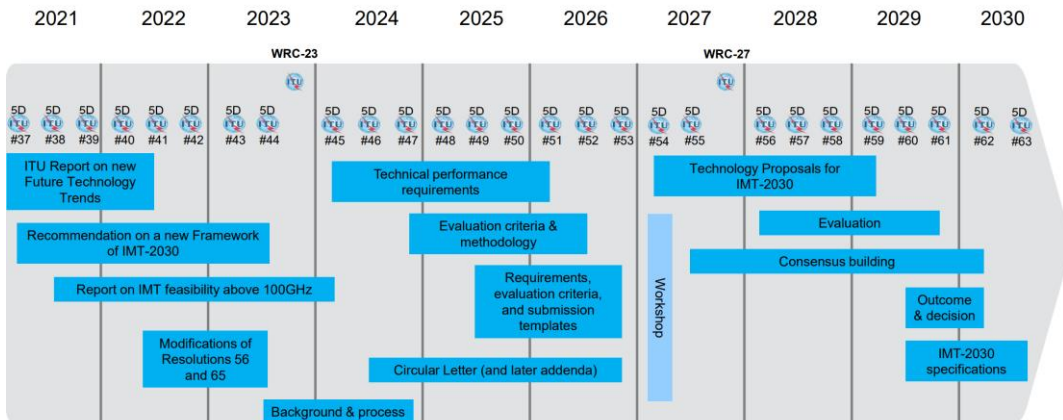 2021 2022 2023 2024 2025 2026 2027 2028 2029 2030
WRC-23 WRC-27
5D 5D 5D 5D 5D 5D 5D 5D 5D 5D 5D 5D 5D 5D 5D 5D 5D 5D 5D 5D 5D 5D 5D 5D 5D 5D 5D
#37 #38 #39 #40 #41 #42 #43 #44 #45 #46 #47 #48 #49 #50 #51 #52 #53 #54 #55 #56 #57 #58 #59 #60 #61 #62 #63
ITU Report on new
Future Technology
Trends
Technical performance
requirements
Technology Proposals for
IMT-2030
Recommendation on a new Framework
of IMT-2030
Evaluation criteria &
methodology
Evaluation
Consensus building
Report on IMT feasibility above 100GHz
Requirements,
evaluation criteria,
and submission
templates
Workshop
Outcome
& decision
Modifications of
Resolutions 56
and 65
IMT-2030
specifications
Circular Letter (and later addenda)
Background & process